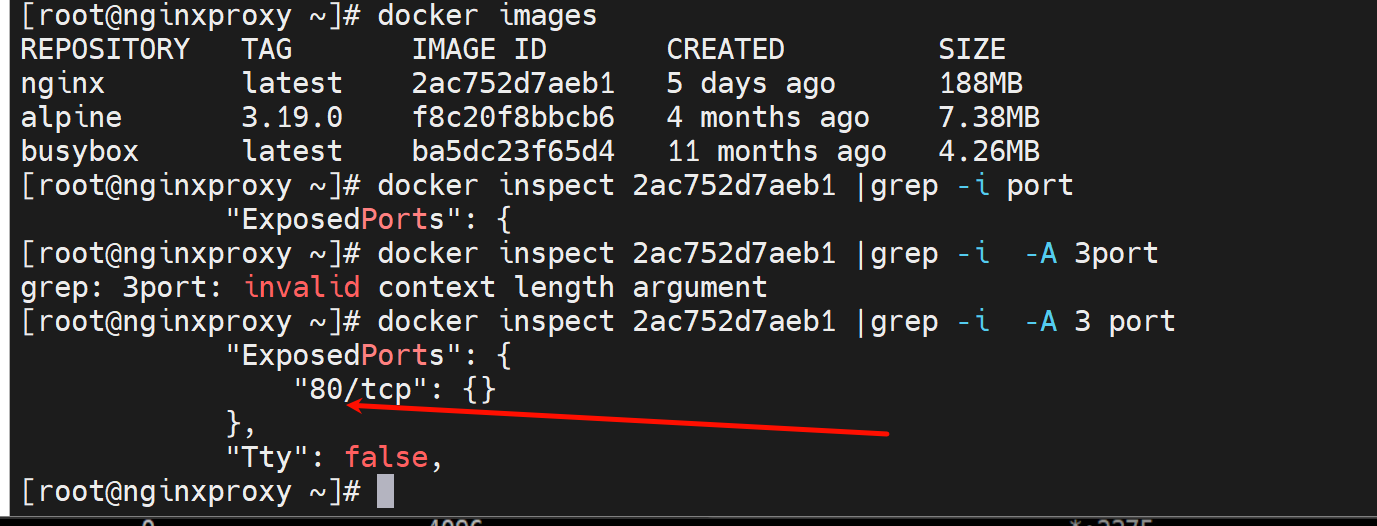 [root@nginxproxy ~]# docker images
REPOSITORY   TAG       IMAGE ID       CREATED         SIZE
nginx        latest    2ac752d7aeb1   5 days ago      188MB
alpine       3.19.0    f8c20f8bbcb6   4 months ago    7.38MB
busybox      latest    ba5dc23f65d4   11 months ago   4.26MB
[root@nginxproxy ~]# docker inspect 2ac752d7aeb1 |grep -i port
            "ExposedPorts": {
[root@nginxproxy ~]# docker inspect 2ac752d7aeb1 |grep -i  -A 3port
grep: 3port: invalid context length argument
[root@nginxproxy ~]# docker inspect 2ac752d7aeb1 |grep -i  -A 3 port
            "ExposedPorts": {
                "80/tcp": {}
            },
            "Tty": false,
[root@nginxproxy ~]#